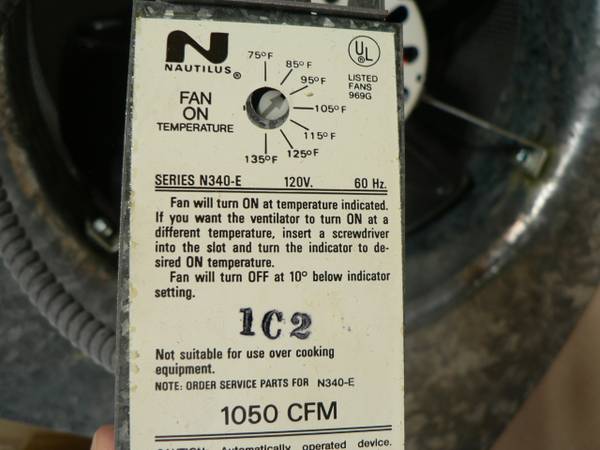 N
NAUTILUS®
UL®
LISTED
FANS
969G
FAN
ON
TEMPERATURE
75°F
85°F
95°F
105°F
115°F
125°F
135°F
SERIES N340-E 120V. 60 Hz.
Fan will turn ON at temperature indicated.
If you want the ventilator to turn ON at a
different temperature, insert a screwdriver
into the slot and turn the indicator to de-
sired ON temperature.
Fan will turn OFF at 10° below indicator
setting.
1C2
Not suitable for use over cooking
equipment.
NOTE: ORDER SERVICE PARTS FOR N340-E
1050 CFM
CAUTION: Automatically operated device.